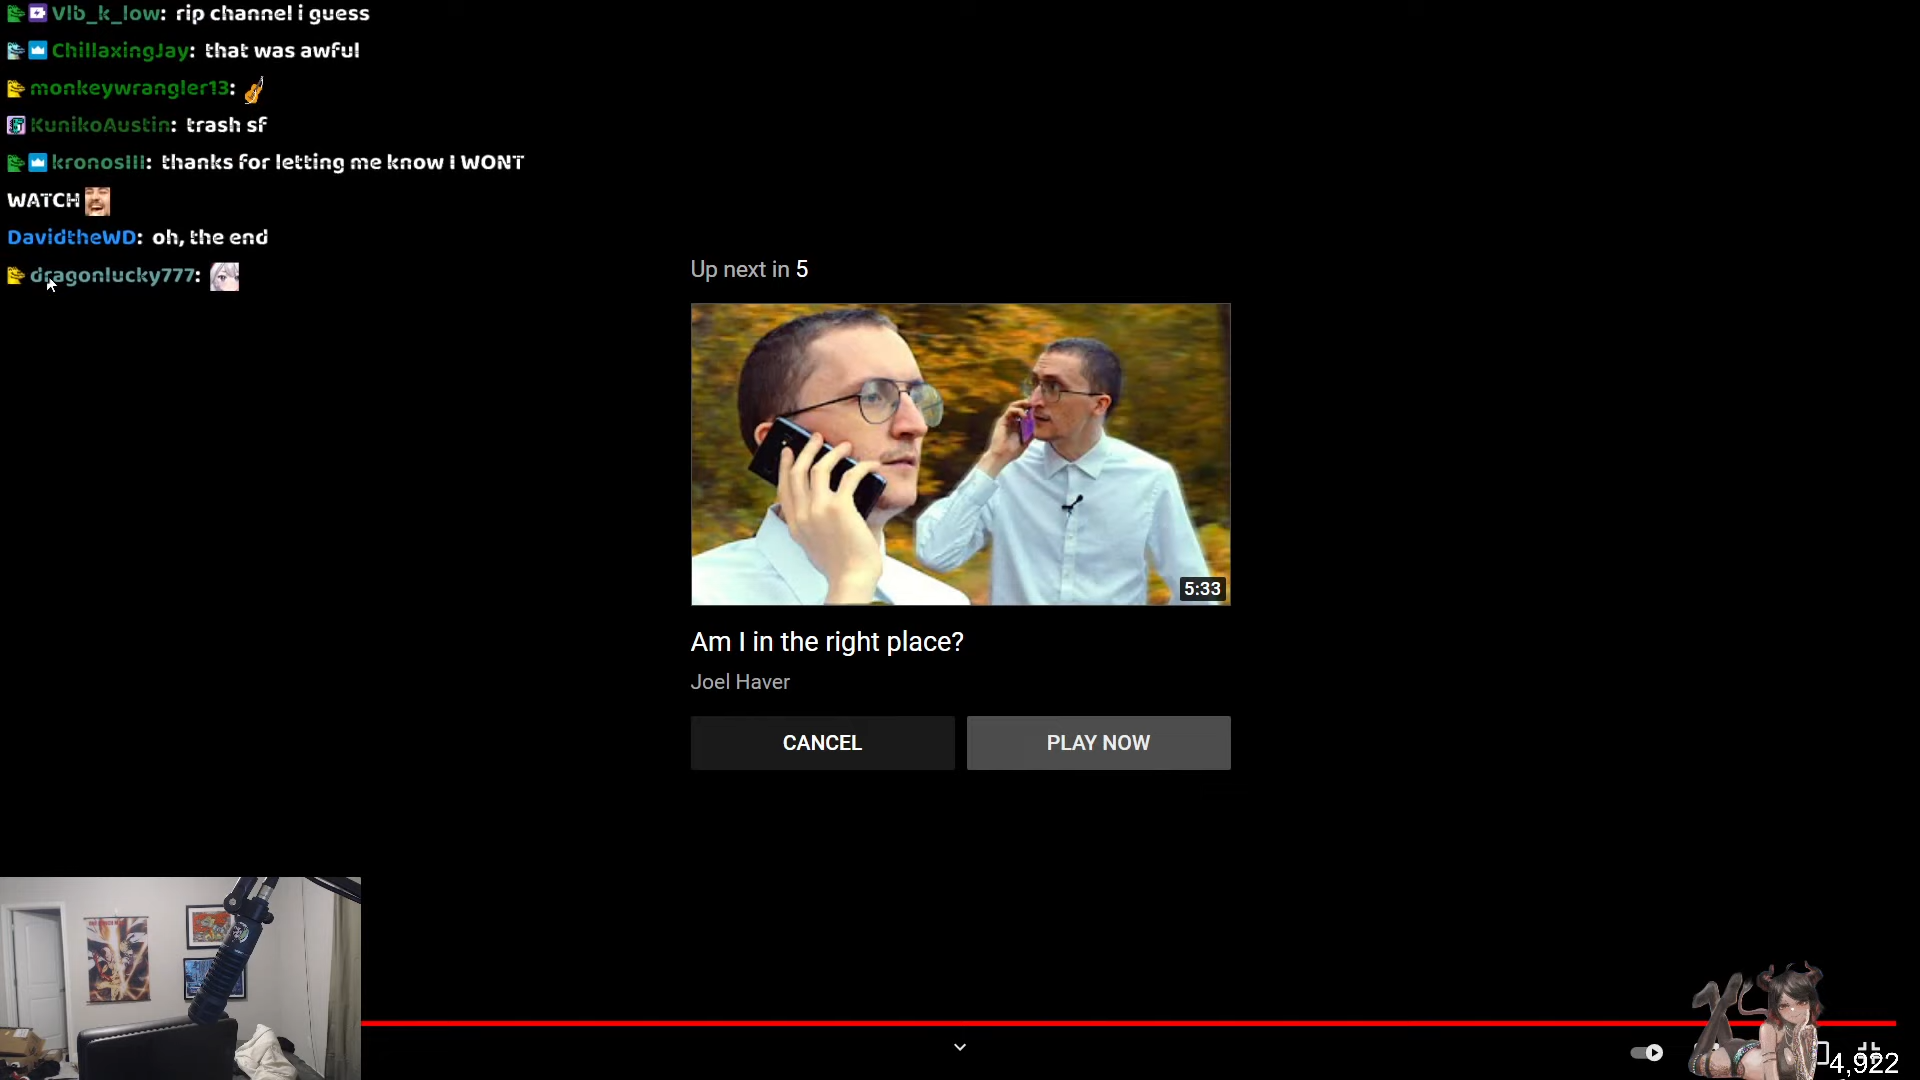 Vlb_k_low: rip channel i guess
ChillaxingJay: that was awful
monkeywrangler13:
KunikoAustin: trash sf
kronosIII: thanks for letting me know I WONT
WATCH
DavidtheWD: oh, the end
dragonlucky777:
Up next in 5
5:33
Am I in the right place?
Joel Haver
CANCEL
PLAY NOW
4,922